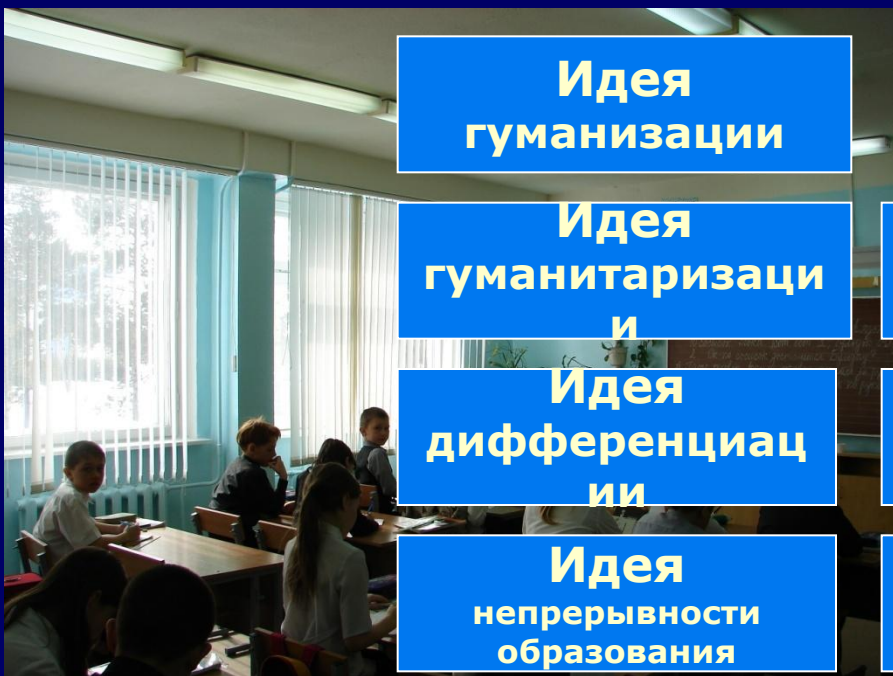 Идея
гуманизации
Идея
гуманитаризаци
и
Идея
дифференциац
ии
Идея
непрерывности
образования